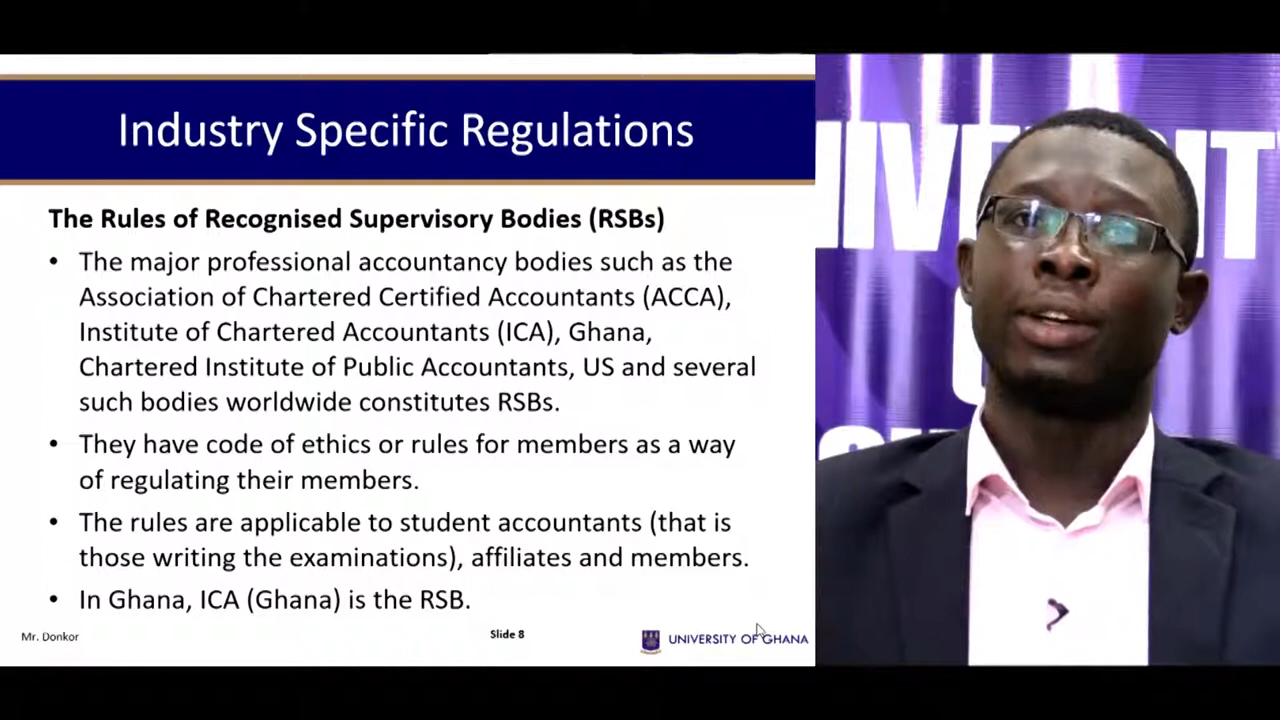 Industry Specific Regulations
The Rules of Recognised Supervisory Bodies (RSBs)
• The major professional accountancy bodies such as the
Association of Chartered Certified Accountants (ACCA),
Institute of Chartered Accountants (ICA), Ghana,
Chartered Institute of Public Accountants, US and several
such bodies worldwide constitutes RSBs.
• They have code of ethics or rules for members as a way
of regulating their members.
• The rules are applicable to student accountants (that is
those writing the examinations), affiliates and members.
• In Ghana, ICA (Ghana) is the RSB.
Mr. Donkor
Slide 8
UNIVERSITY OF GHANA